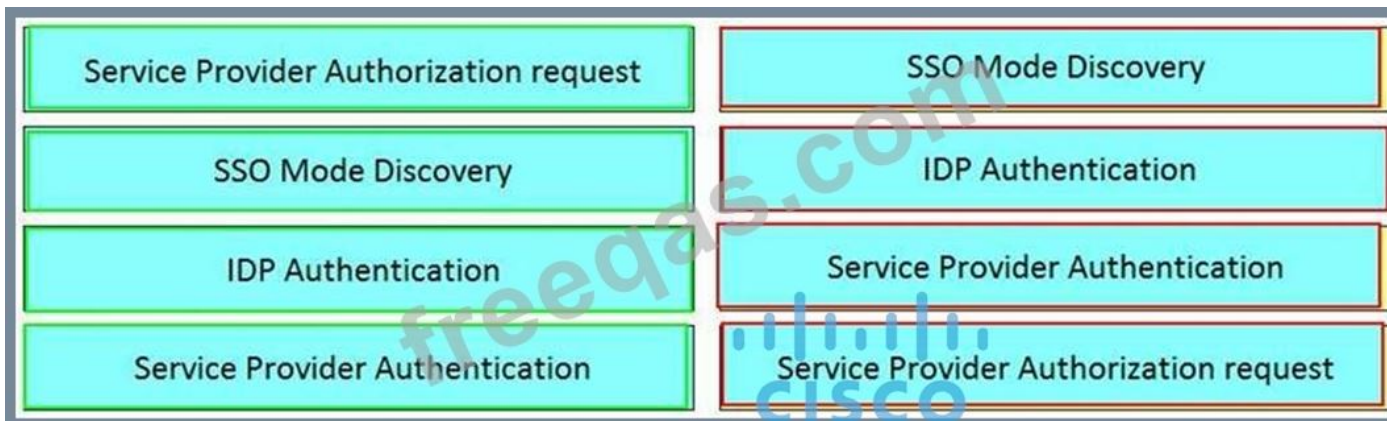 Service Provider Authorization request
SSO Mode Discovery
IDP Authentication
Service Provider Authentication
SSO Mode Discovery
IDP Authentication
Service Provider Authentication
Service Provider Authorization request
freeqas.com
cisco